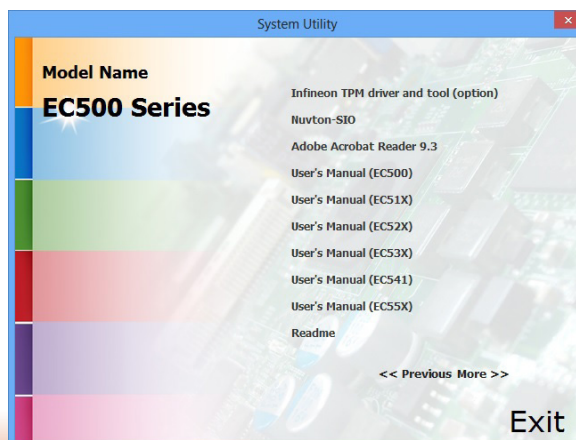 System Utility
Model Name
EC500 Series
Infineon TPM driver and tool (option)
Nuvton-SIO
Adobe Acrobat Reader 9.3
User's Manual (EC500)
User's Manual (EC51X)
User's Manual (EC52X)
User's Manual (EC53X)
User's Manual (EC541)
User's Manual (EC55X)
Readme
<< Previous More >>
Exit